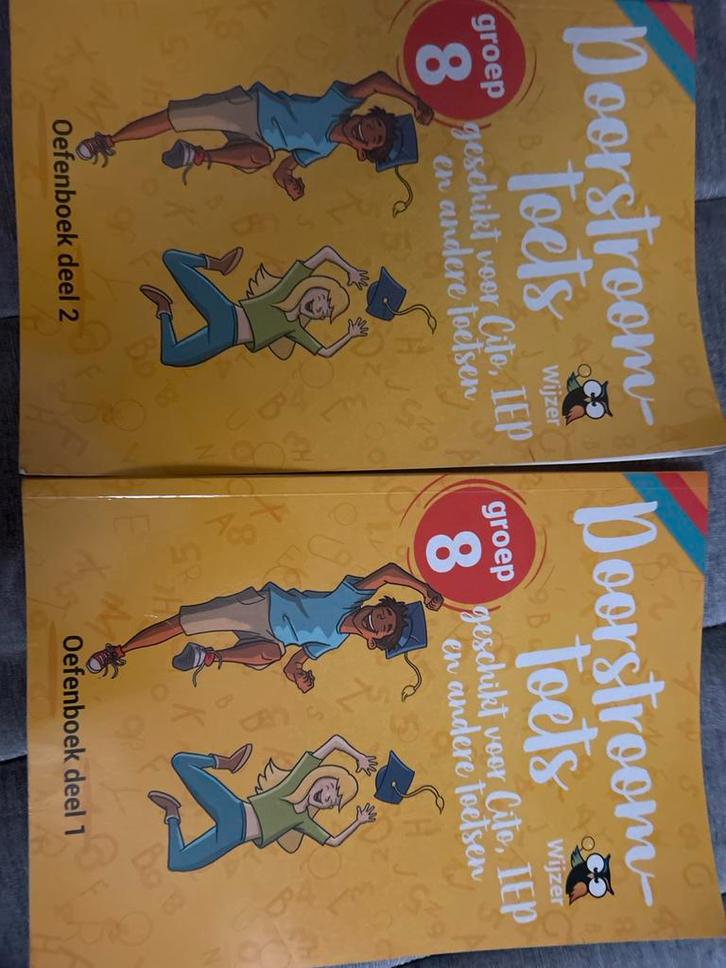 Doorstroom-
toets
Wijzer
groep
8
geschikt voor Cito, IEP
en andere toetsen
Oefenboek deel 2
Doorstroom-
toets
Wijzer
groep
8
geschikt voor Cito, IEP
en andere toetsen
Oefenboek deel 1